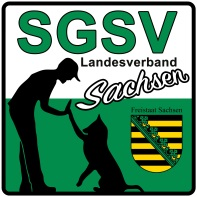 SGSV
Landesverband
Sachsen
Freistaat Sachsen